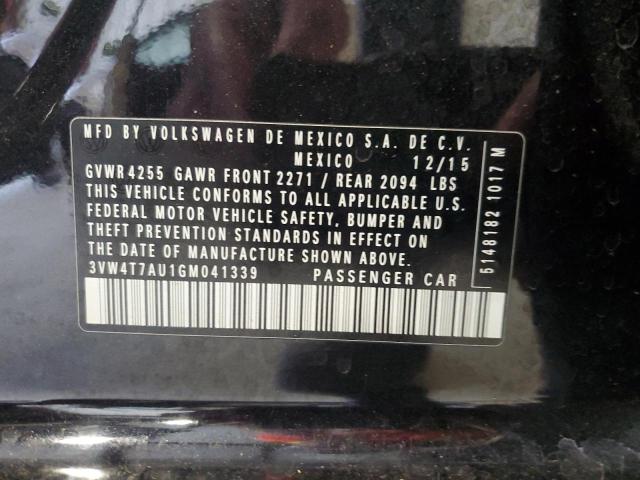 MFD BY VOLKSWAGEN DE MEXICO S.A. DE C.V.
MEXICO 12/15
GVWR 4255 GAWR FRONT 2271 / REAR 2094 LBS
THIS VEHICLE CONFORMS TO ALL APPLICABLE U.S.
FEDERAL MOTOR VEHICLE SAFETY, BUMPER AND
THEFT PREVENTION STANDARDS IN EFFECT ON
THE DATE OF MANUFACTURE SHOWN ABOVE.
3VW4T7AU1GM041339 PASSENGER CAR
5148182 1017 M